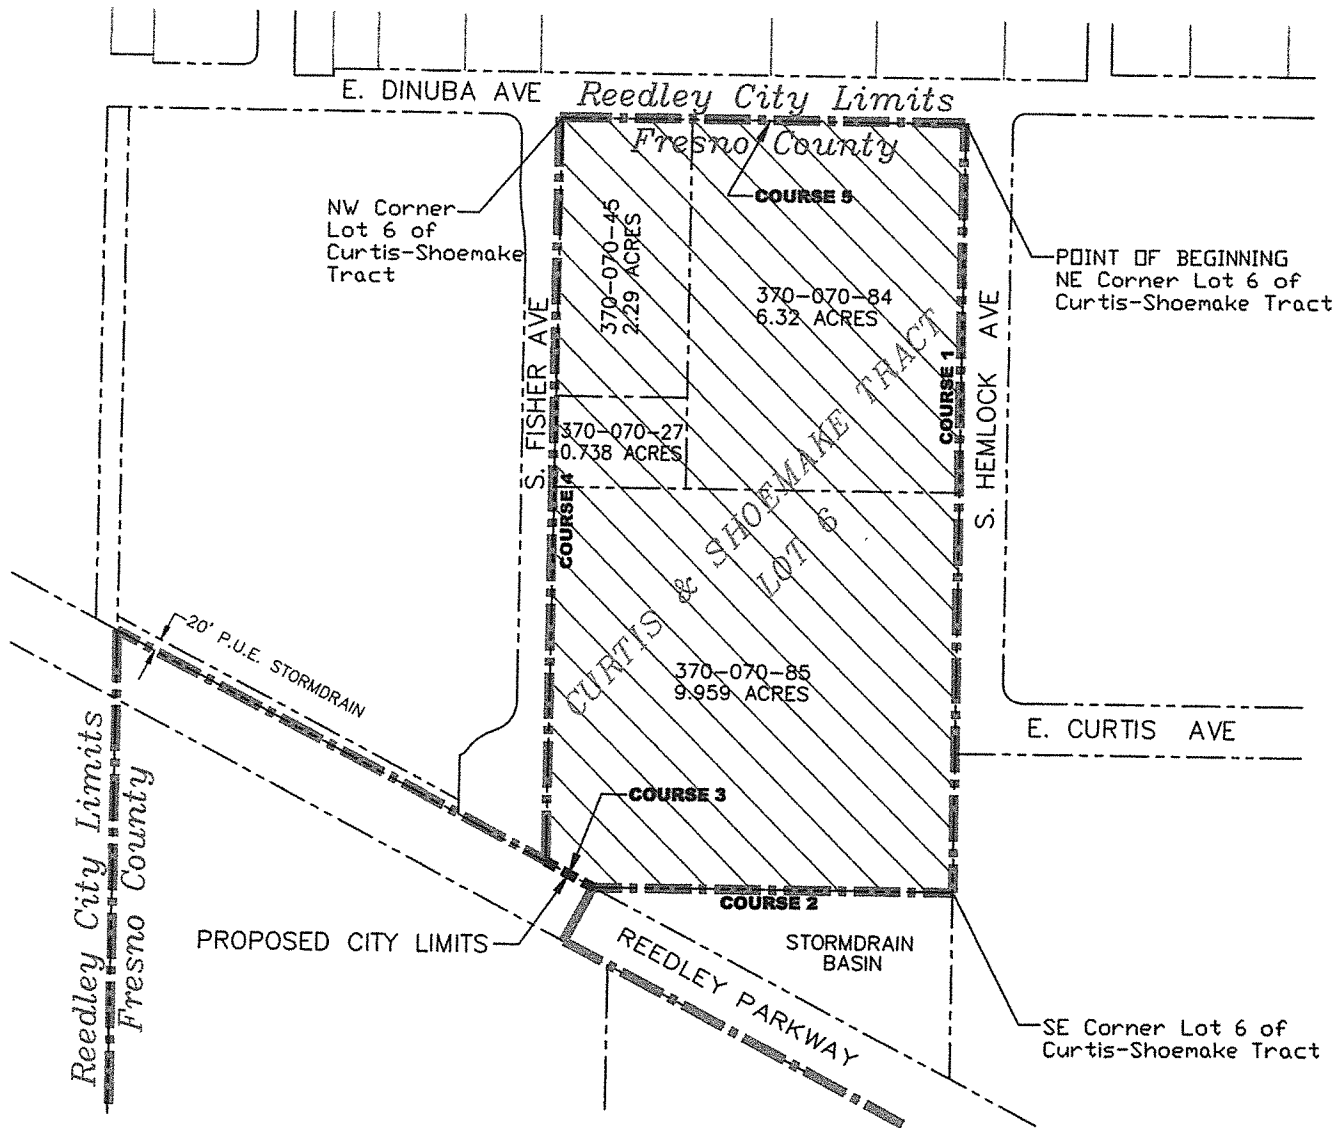 E. DINUBA AVE
Reedley City Limits
Fresno County
COURSE 5
NW Corner
Lot 6 of
Curtis-Shoemake
Tract
370-070-45
2.29 ACRES
370-070-84
6.32 ACRES
POINT OF BEGINNING
NE Corner Lot 6 of
Curtis-Shoemake Tract
S. FISHER AVE
S. HEMLOCK AVE
COURSE 1
370-070-27
0.738 ACRES
COURSE 4
CURTIS & SHOEMAKE TRACT
LOT 6
20' P.U.E. STORMDRAIN
370-070-85
9.959 ACRES
E. CURTIS AVE
Reedley City Limits
Fresno County
COURSE 3
COURSE 2
PROPOSED CITY LIMITS
REEDLEY PARKWAY
STORMDRAIN
BASIN
SE Corner Lot 6 of
Curtis-Shoemake Tract